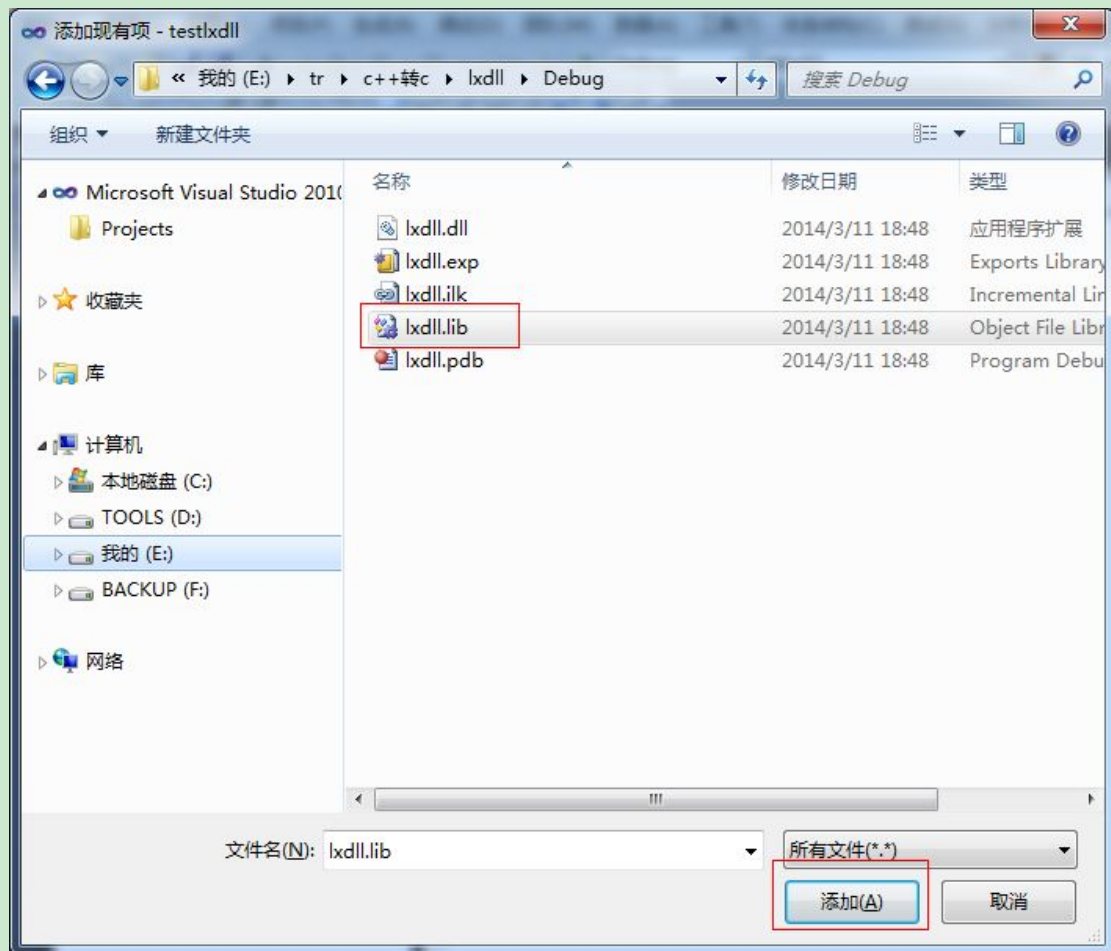 添加现有项 - testlxdll
« 我的 (E:) ▸ tr ▸ c++转c ▸ lxdll ▸ Debug
搜索 Debug
组织 新建文件夹
名称 修改日期 类型
Microsoft Visual Studio 201
Projects
收藏夹
库
计算机
本地磁盘 (C:)
TOOLS (D:)
我的 (E:)
BACKUP (F:)
网络
lxdll.dll 2014/3/11 18:48 应用程序扩展
lxdll.exp 2014/3/11 18:48 Exports Library
lxdll.ilk 2014/3/11 18:48 Incremental Lin
lxdll.lib 2014/3/11 18:48 Object File Libr
lxdll.pdb 2014/3/11 18:48 Program Debu
文件名(N): lxdll.lib 所有文件(*.*)
添加(A) 取消